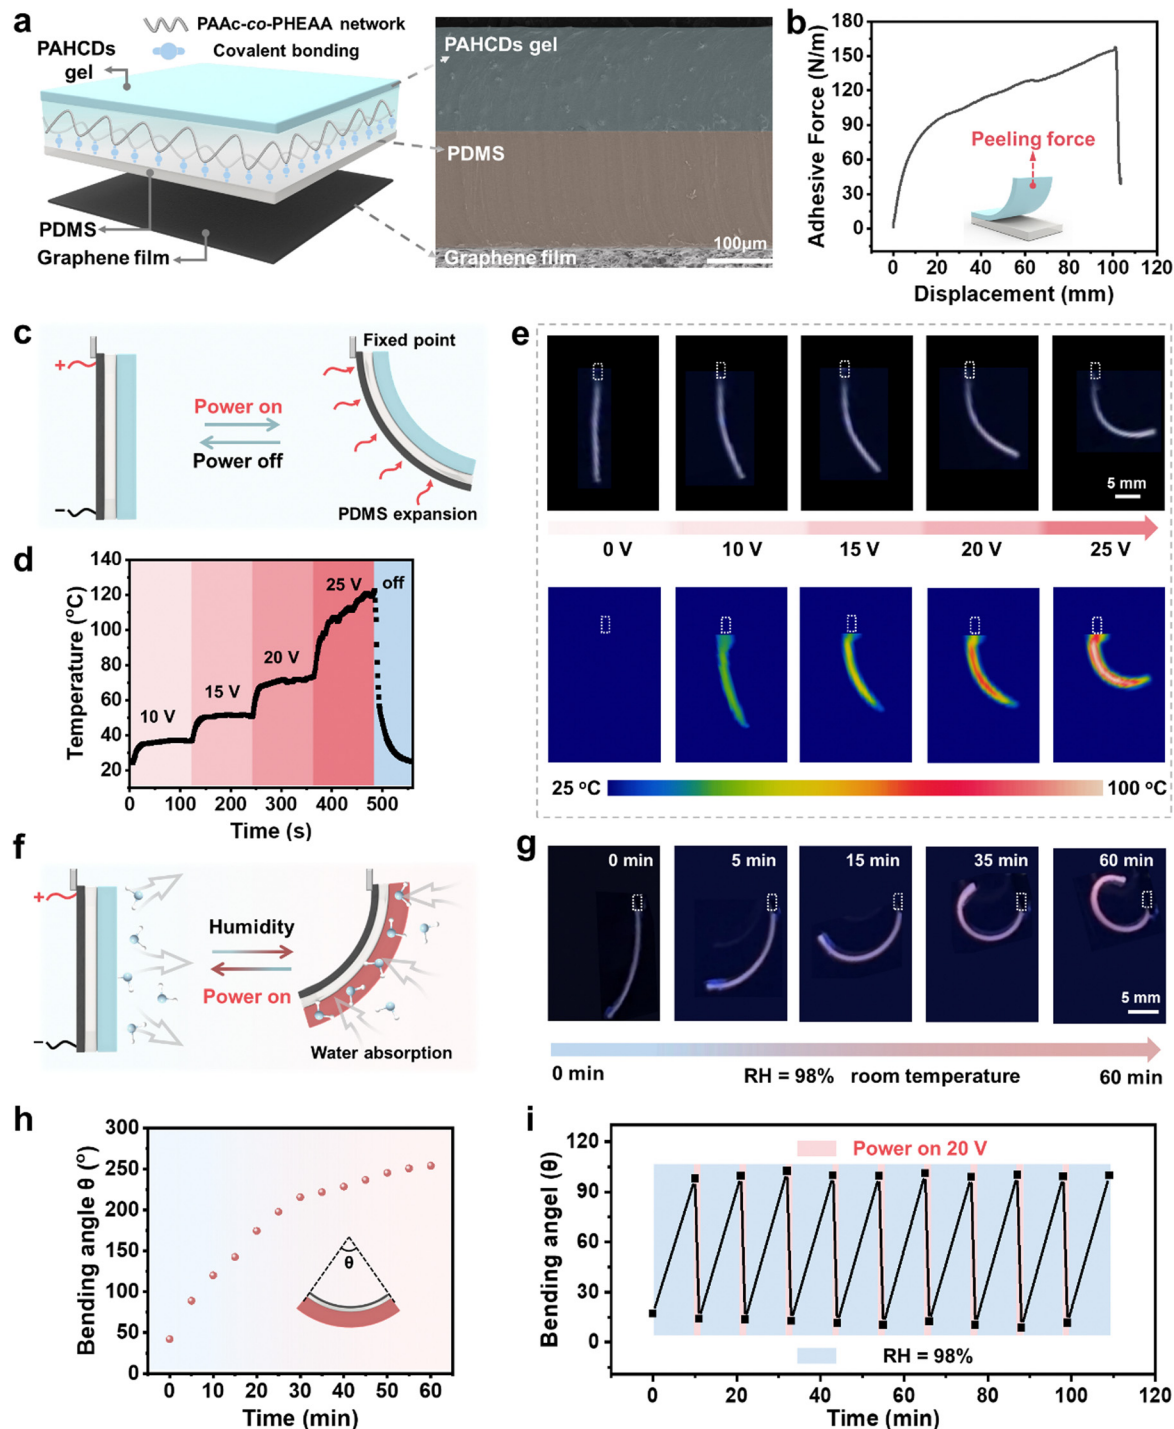 a
PAAc-co-PHEAA network
Covalent bonding
PAHCDs
gel
PDMS
Graphene film
PAHCDs gel
PDMS
Graphene film
100μm
b
Adhesive Force (N/m)
180
150
120
90
60
30
0
Peeling force
0 20 40 60 80 100 120
Displacement (mm)
c
+
−
Power on
Power off
Fixed point
PDMS expansion
d
Temperature (°C)
140
120
100
80
60
40
20
10 V
15 V
20 V
25 V
off
0 100 200 300 400 500
Time (s)
e
5 mm
0 V 10 V 15 V 20 V 25 V
25 °C 100 °C
f
+
−
Humidity
Power on
Water absorption
g
0 min 5 min 15 min 35 min 60 min
5 mm
0 min RH = 98% room temperature 60 min
h
Bending angle θ (°)
300
250
200
150
100
50
0
θ
0 10 20 30 40 50 60
Time (min)
i
Bending angel (θ)
120
90
60
30
0
Power on 20 V
RH = 98%
0 20 40 60 80 100 120
Time (min)